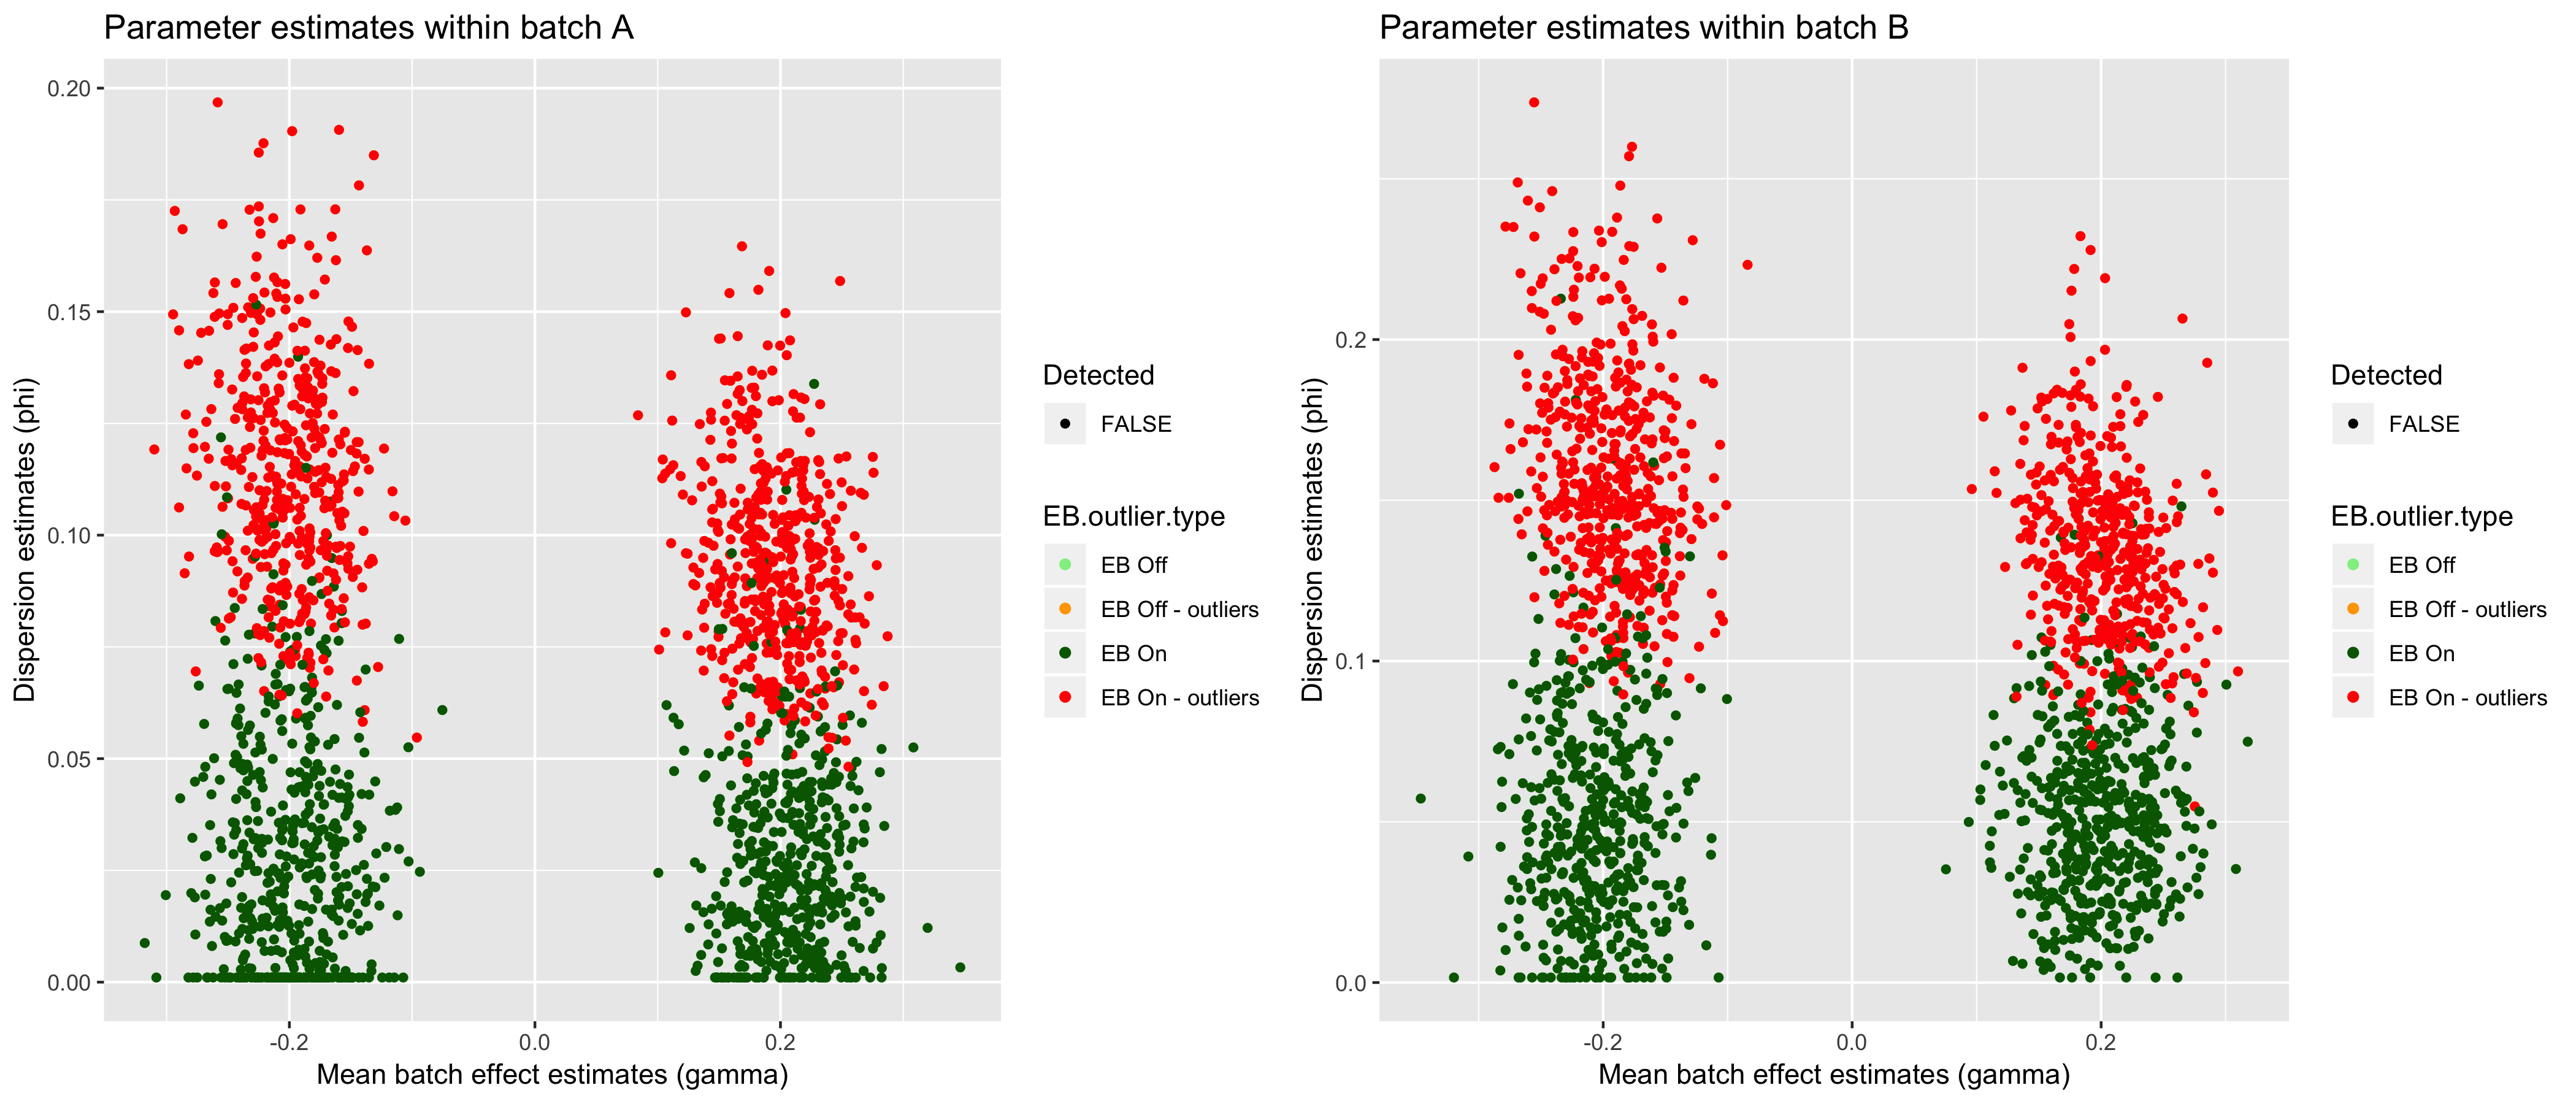 Parameter estimates within batch A
Dispersion estimates (phi)
0.20
0.15
0.10
0.05
0.00
-0.2
0.0
0.2
Mean batch effect estimates (gamma)
Detected
FALSE
EB.outlier.type
EB Off
EB Off - outliers
EB On
EB On - outliers
Parameter estimates within batch B
Dispersion estimates (phi)
0.2
0.1
0.0
-0.2
0.0
0.2
Mean batch effect estimates (gamma)
Detected
FALSE
EB.outlier.type
EB Off
EB Off - outliers
EB On
EB On - outliers